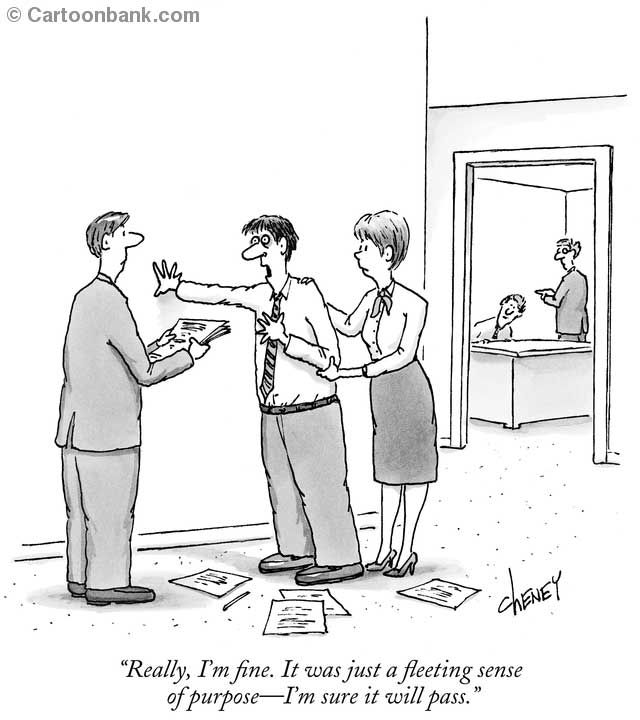 © Cartoonbank.com
CHENEY
“Really, I'm fine. It was just a fleeting sense
of purpose—I'm sure it will pass.”